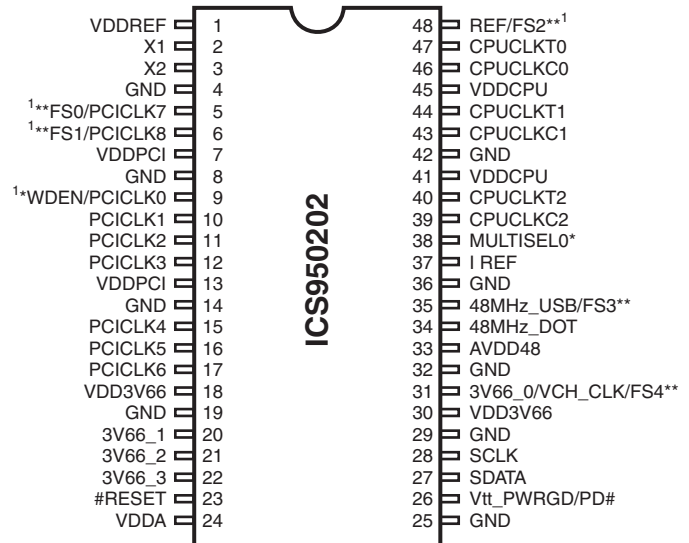 VDDREF 1 48 REF/FS2**1
X1 2 47 CPUCLKT0
X2 3 46 CPUCLKC0
GND 4 45 VDDCPU
1**FS0/PCICLK7 5 44 CPUCLKT1
1**FS1/PCICLK8 6 43 CPUCLKC1
VDDPCI 7 42 GND
GND 8 41 VDDCPU
1*WDEN/PCICLK0 9 40 CPUCLKT2
PCICLK1 10 39 CPUCLKC2
PCICLK2 11 38 MULTISEL0*
PCICLK3 12 37 I REF
VDDPCI 13 36 GND
GND 14 35 48MHz_USB/FS3**
PCICLK4 15 34 48MHz_DOT
PCICLK5 16 33 AVDD48
PCICLK6 17 32 GND
VDD3V66 18 31 3V66_0/VCH_CLK/FS4**
GND 19 30 VDD3V66
3V66_1 20 29 GND
3V66_2 21 28 SCLK
3V66_3 22 27 SDATA
#RESET 23 26 Vtt_PWRGD/PD#
VDDA 24 25 GND
ICS950202